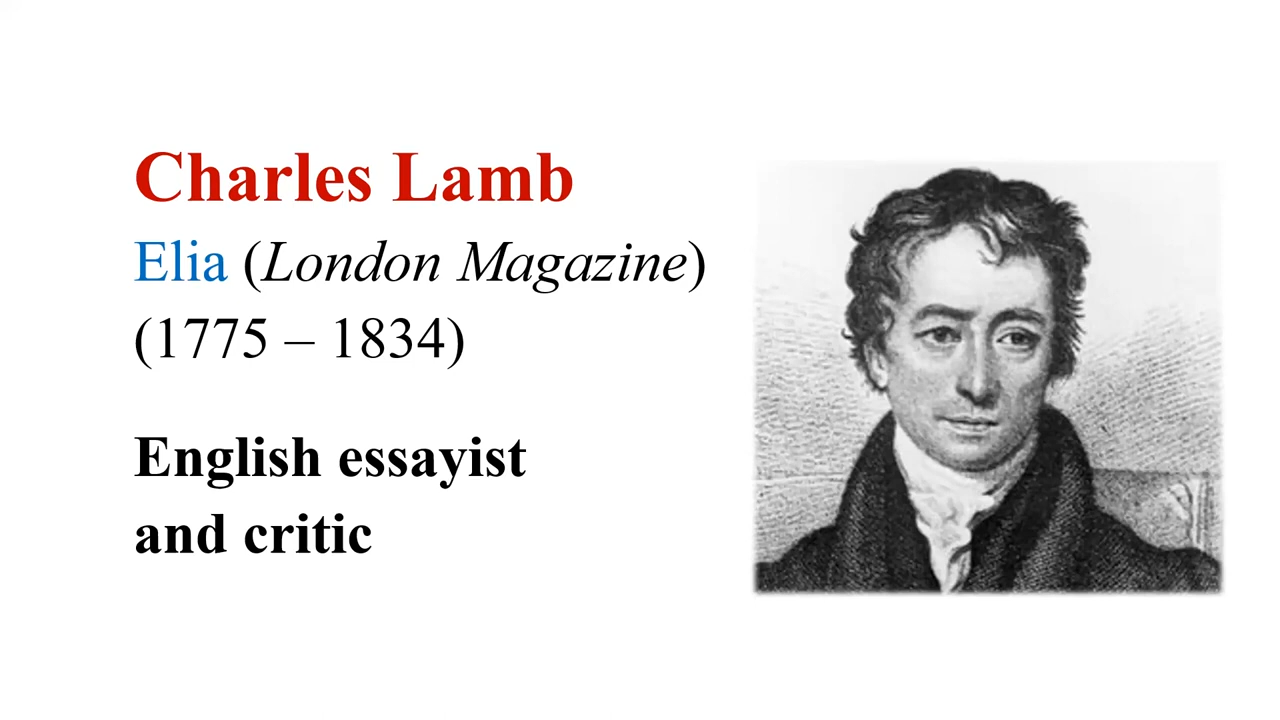 Charles Lamb
Elia (London Magazine)
(1775 – 1834)
English essayist
and critic